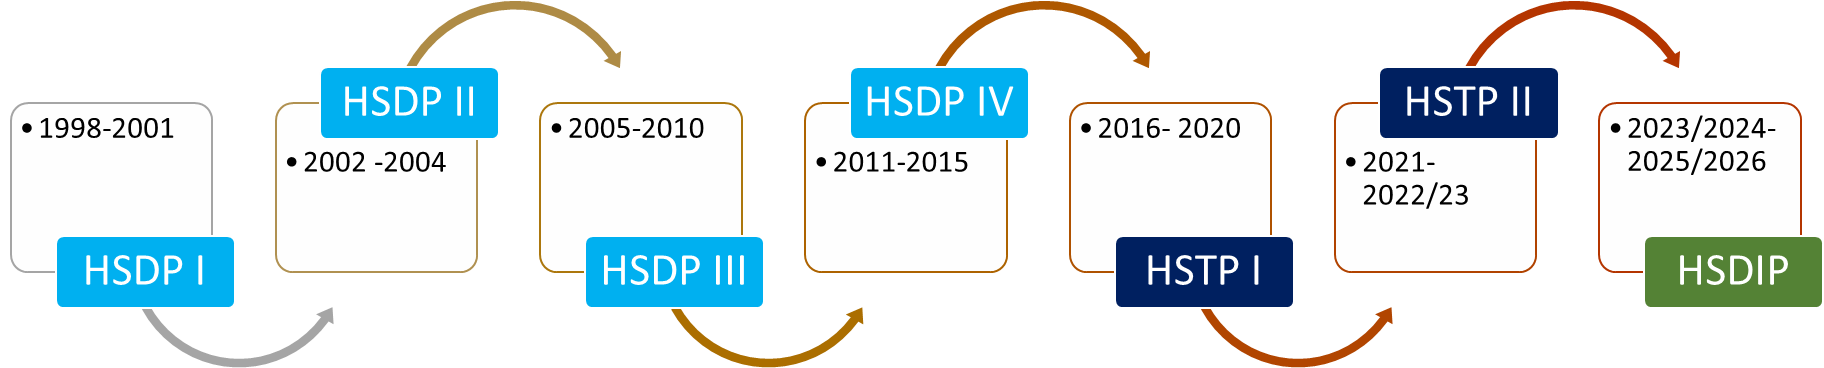 • 1998-2001
HSDP I
HSDP II
• 2002 -2004
• 2005-2010
HSDP III
HSDP IV
• 2011-2015
• 2016- 2020
HSTP I
HSTP II
• 2021-
2022/23
• 2023/2024-
2025/2026
HSDIP